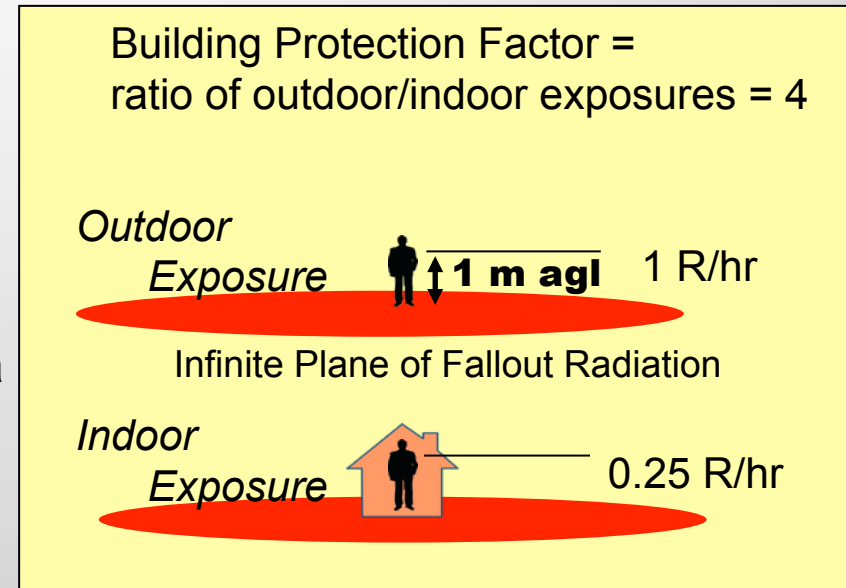 Building Protection Factor =
ratio of outdoor/indoor exposures = 4
Outdoor
Exposure
1 m agl 1 R/hr
Infinite Plane of Fallout Radiation
Indoor
Exposure
0.25 R/hr